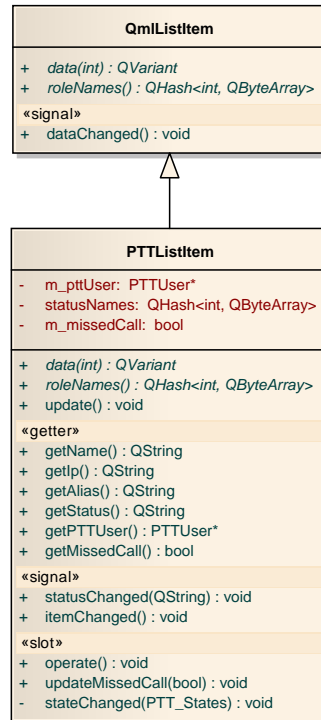 QmlListItem
+ data(int) : QVariant
+ roleNames() : QHash<int, QByteArray>
«signal»
+ dataChanged() : void
PTTListItem
- m_pttUser: PTTUser*
- statusNames: QHash<int, QByteArray>
- m_missedCall: bool
+ data(int) : QVariant
+ roleNames() : QHash<int, QByteArray>
+ update() : void
«getter»
+ getName() : QString
+ getIp() : QString
+ getAlias() : QString
+ getStatus() : QString
+ getPTTUser() : PTTUser*
+ getMissedCall() : bool
«signal»
+ statusChanged(QString) : void
+ itemChanged() : void
«slot»
+ operate() : void
+ updateMissedCall(bool) : void
- stateChanged(PTT_States) : void